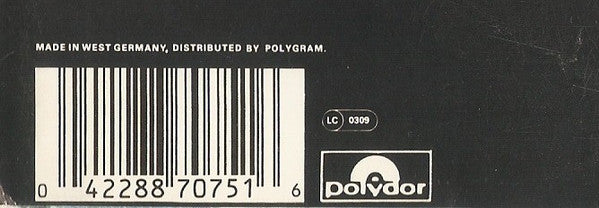 MADE IN WEST GERMANY, DISTRIBUTED BY POLYGRAM.
LC 0309
0 42288 70751 6
polydor